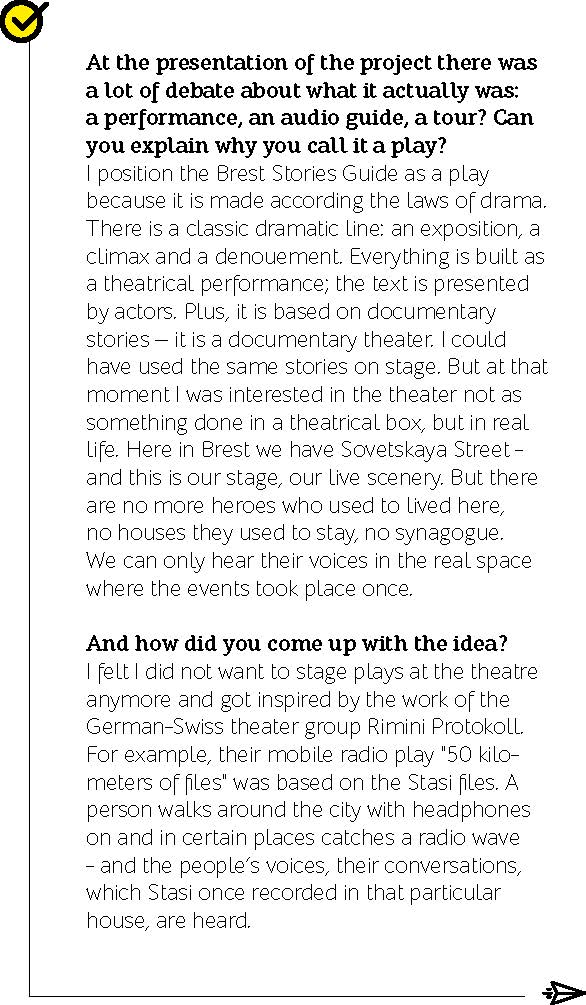 At the presentation of the project there was
a lot of debate about what it actually was:
a performance, an audio guide, a tour? Can
you explain why you call it a play?
I position the Brest Stories Guide as a play
because it is made according the laws of drama.
There is a classic dramatic line: an exposition, a
climax and a denouement. Everything is built as
a theatrical performance; the text is presented
by actors. Plus, it is based on documentary
stories – it is a documentary theater. I could
have used the same stories on stage. But at that
moment I was interested in the theater not as
something done in a theatrical box, but in real
life. Here in Brest we have Sovetskaya Street –
and this is our stage, our live scenery. But there
are no more heroes who used to lived here,
no houses they used to stay, no synagogue.
We can only hear their voices in the real space
where the events took place once.
And how did you come up with the idea?
I felt I did not want to stage plays at the theatre
anymore and got inspired by the work of the
German-Swiss theater group Rimini Protokoll.
For example, their mobile radio play "50 kilo-
meters of files" was based on the Stasi files. A
person walks around the city with headphones
on and in certain places catches a radio wave
– and the people's voices, their conversations,
which Stasi once recorded in that particular
house, are heard.